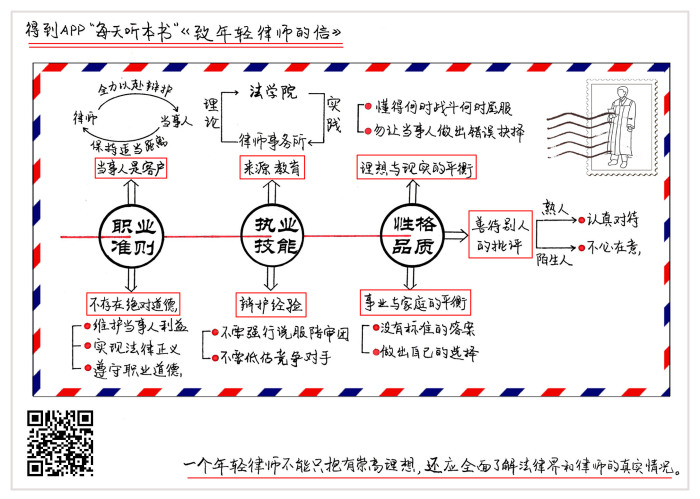 得到APP"每天听本书"《致年轻律师的信》
全力以赴辩护
律师
当事人
保持适当距离
当事人是客户
理论
法学院
实践
律师事务所
来源教育
懂得何时战斗何时屈服
勿让当事人做出错误抉择
理想与现实的平衡
职业
准则
执业
技能
性格
品质
善待别人
的批评
熟人
认真对待
不必在意
陌生人
不存在绝对道德
维护当事人利益
实现法律正义
遵守职业道德
辩护经验
不要强行说服陪审团
不要低估竞争对手
事业与家庭的平衡
没有标准的答案
做出自己的选择
一个年轻律师不能只抱有崇高理想,还应全面了解法律界和律师的真实情况。